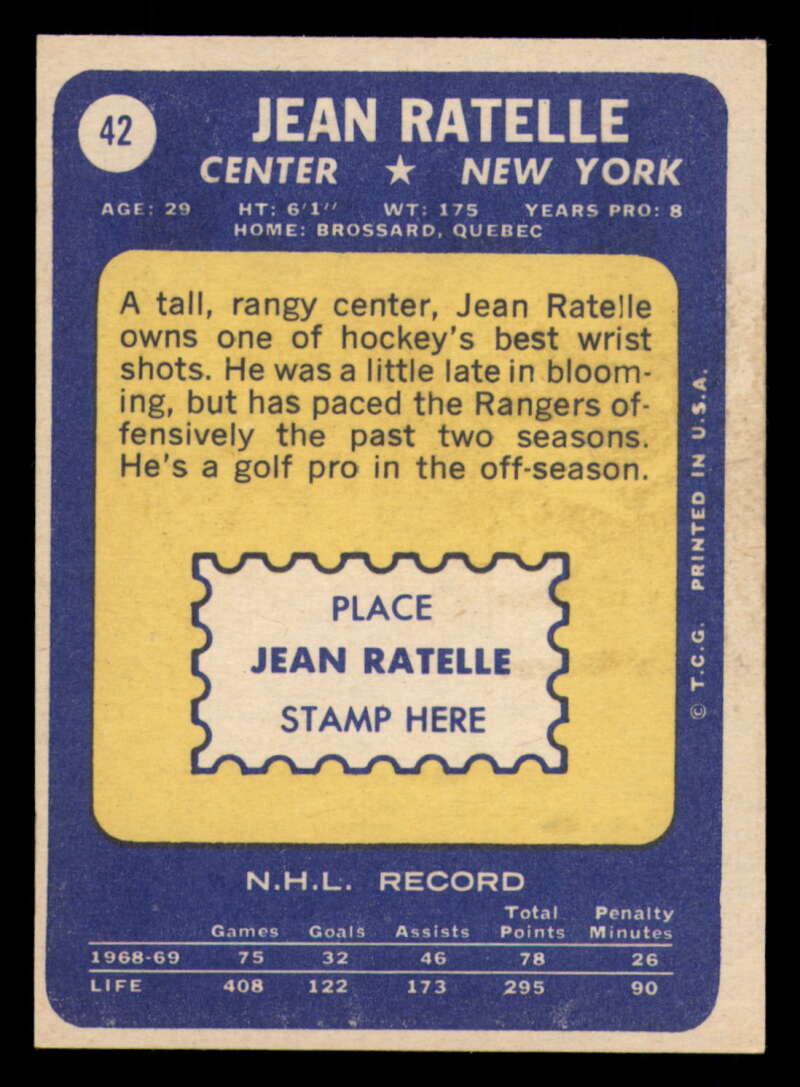 42
JEAN RATELLE
CENTER ★ NEW YORK
AGE: 29 HT: 6'1" WT: 175 YEARS PRO: 8
HOME: BROSSARD, QUEBEC
A tall, rangy center, Jean Ratelle
owns one of hockey's best wrist
shots. He was a little late in bloom-
ing, but has paced the Rangers of-
fensively the past two seasons.
He's a golf pro in the off-season.
PLACE
JEAN RATELLE
STAMP HERE
© T.C.G. PRINTED IN U.S.A.
N.H.L. RECORD
Total Penalty
Games Goals Assists Points Minutes
1968-69 75 32 46 78 26
LIFE 408 122 173 295 90